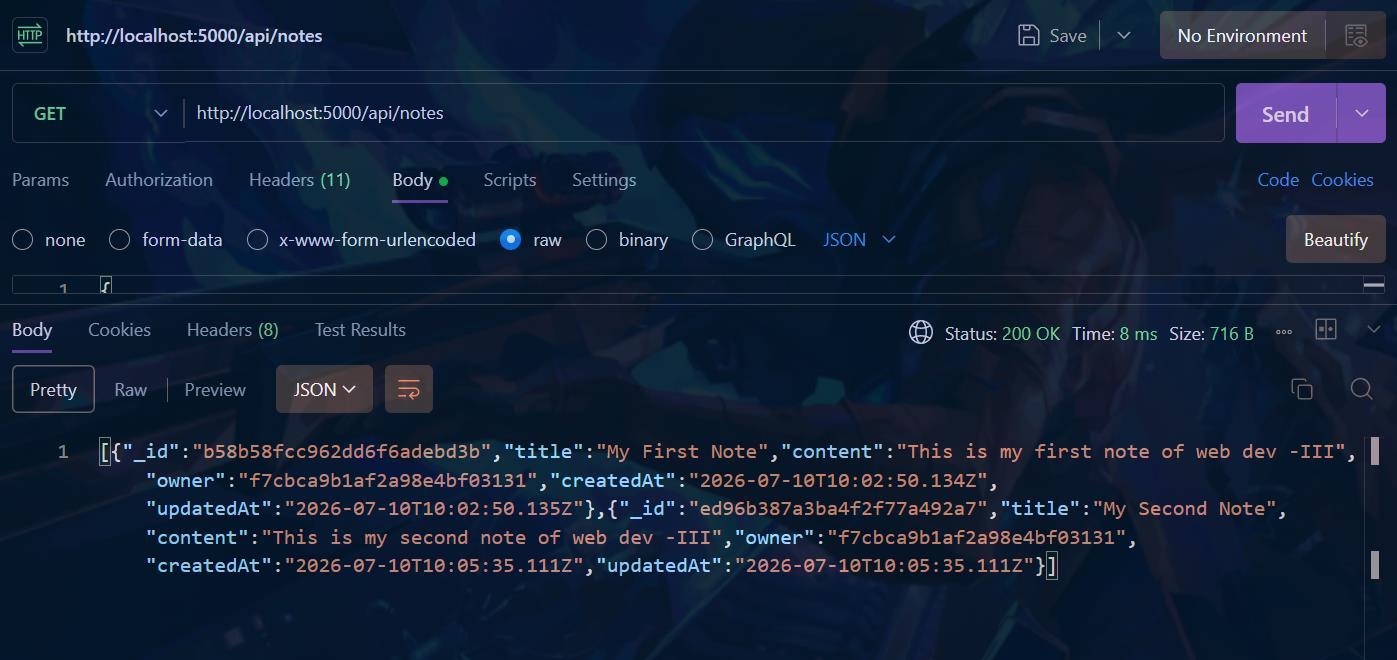 HTTP http://localhost:5000/api/notes Save No Environment
GET http://localhost:5000/api/notes Send
Params Authorization Headers (11) Body Scripts Settings Code Cookies
none form-data x-www-form-urlencoded raw binary GraphQL JSON Beautify
1 {
Body Cookies Headers (8) Test Results Status: 200 OK Time: 8 ms Size: 716 B
Pretty Raw Preview JSON
1 [{"_id":"b58b58fcc962dd6f6adebd3b","title":"My First Note","content":"This is my first note of web dev -III",
"owner":"f7cbca9b1af2a98e4bf03131","createdAt":"2026-07-10T10:02:50.134Z",
"updatedAt":"2026-07-10T10:02:50.135Z"},{"_id":"ed96b387a3ba4f2f77a492a7","title":"My Second Note",
"content":"This is my second note of web dev -III","owner":"f7cbca9b1af2a98e4bf03131",
"createdAt":"2026-07-10T10:05:35.111Z","updatedAt":"2026-07-10T10:05:35.111Z"}]